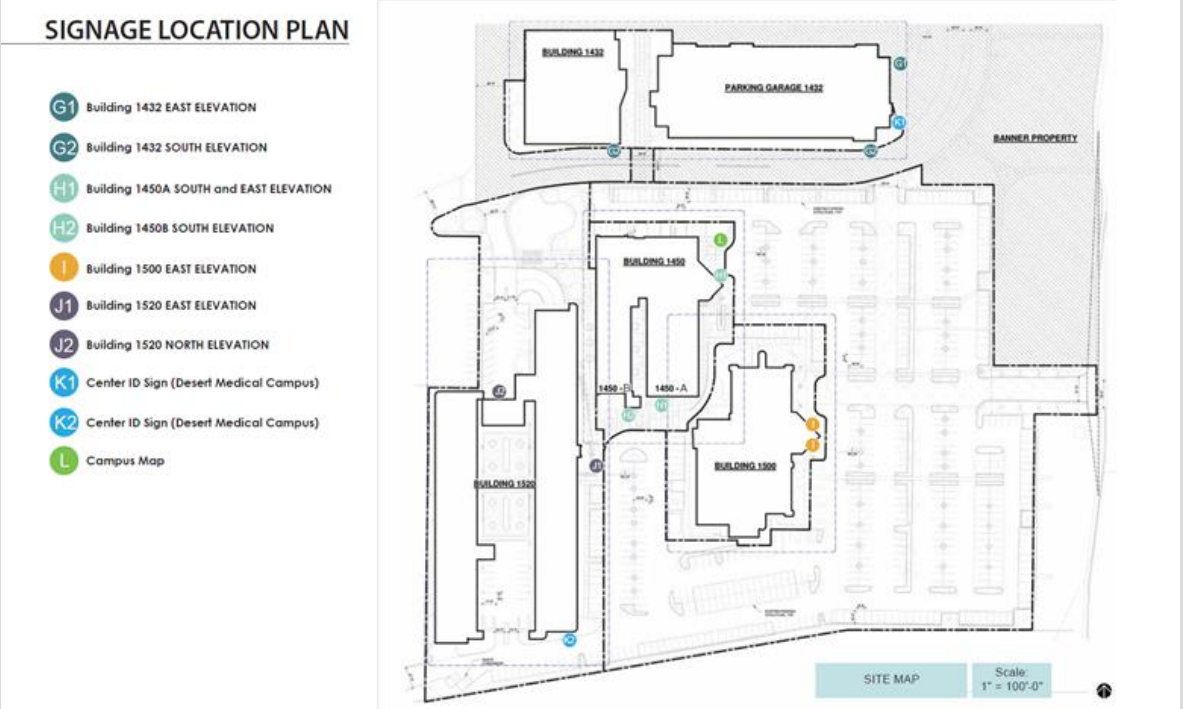 SIGNAGE LOCATION PLAN
G1 Building 1432 EAST ELEVATION
G2 Building 1432 SOUTH ELEVATION
H1 Building 1450A SOUTH and EAST ELEVATION
H2 Building 1450B SOUTH ELEVATION
I Building 1500 EAST ELEVATION
J1 Building 1520 EAST ELEVATION
J2 Building 1520 NORTH ELEVATION
K1 Center ID Sign (Desert Medical Campus)
K2 Center ID Sign (Desert Medical Campus)
L Campus Map
BUILDING 1432
G1
PARKING GARAGE 1432
K1
BANNER PROPERTY
G2
G2
L
BUILDING 1450
H1
1450 - B
1450 - A
J2
H1
H2
I
I
J1
BUILDING 1500
BUILDING 1520
K2
SITE MAP
Scale:
1" = 100'-0"